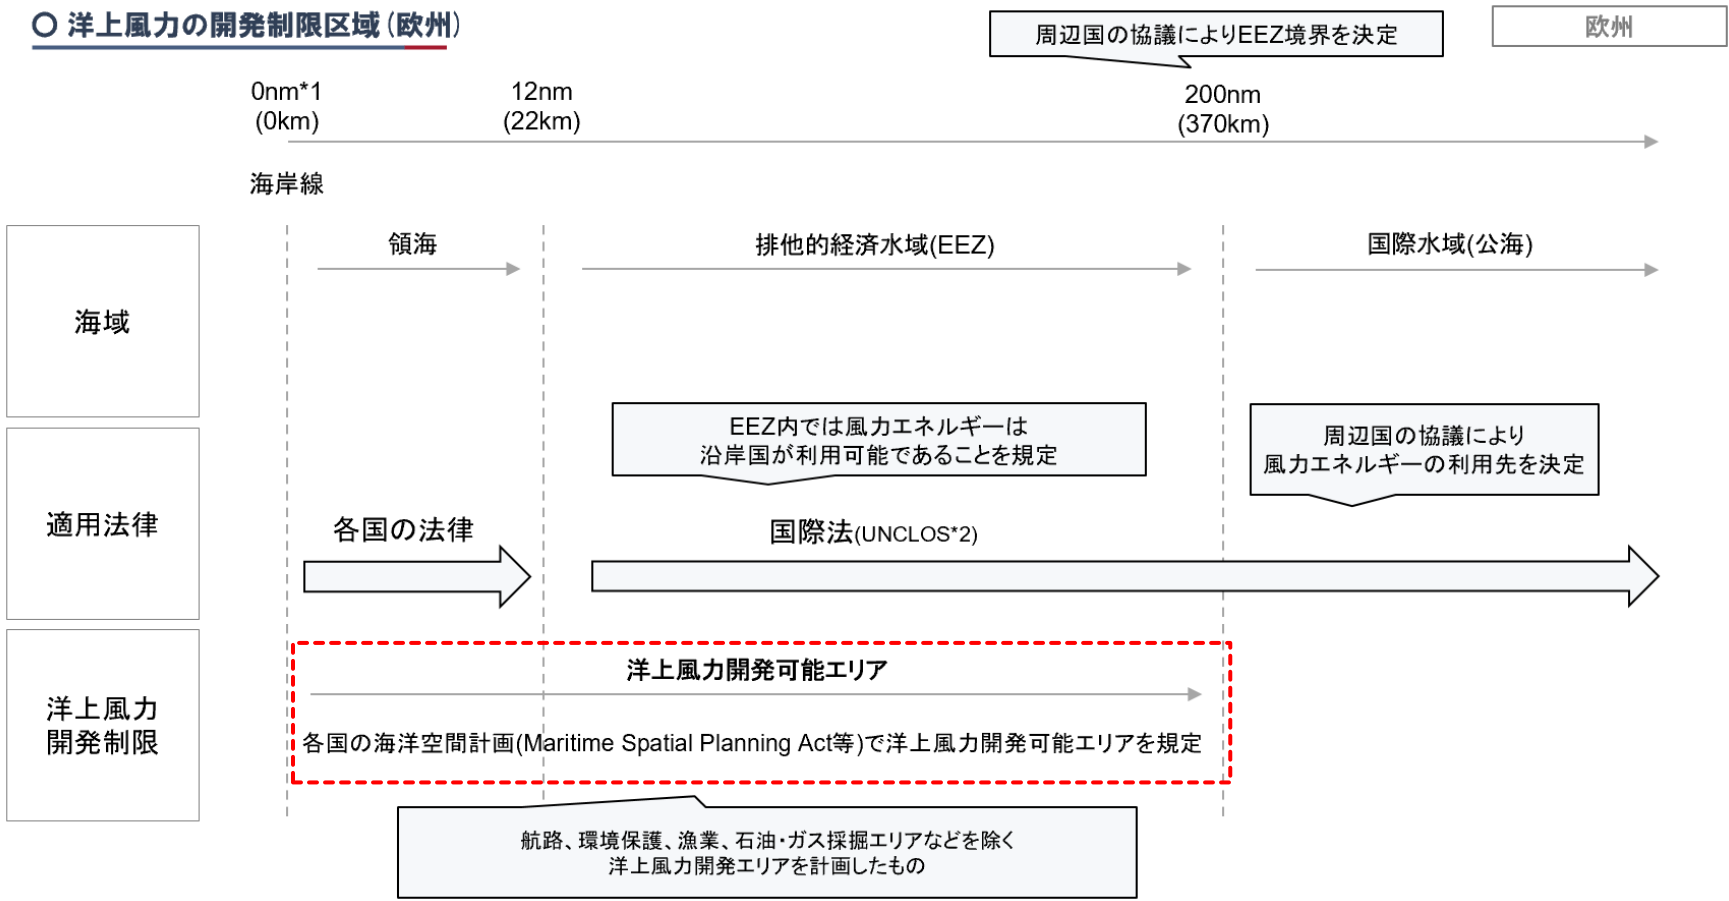 〇 洋上風力の開発制限区域(欧州)
周辺国の協議によりEEZ境界を決定
欧州
0nm*1
(0km)
12nm
(22km)
200nm
(370km)
海岸線
領海
排他的経済水域(EEZ)
国際水域(公海)
海域
EEZ内では風力エネルギーは
沿岸国が利用可能であることを規定
周辺国の協議により
風力エネルギーの利用先を決定
適用法律
各国の法律
国際法(UNCLOS*2)
洋上風力
開発制限
洋上風力開発可能エリア
各国の海洋空間計画(Maritime Spatial Planning Act等)で洋上風力開発可能エリアを規定
航路、環境保護、漁業、石油・ガス採掘エリアなどを除く
洋上風力開発エリアを計画したもの